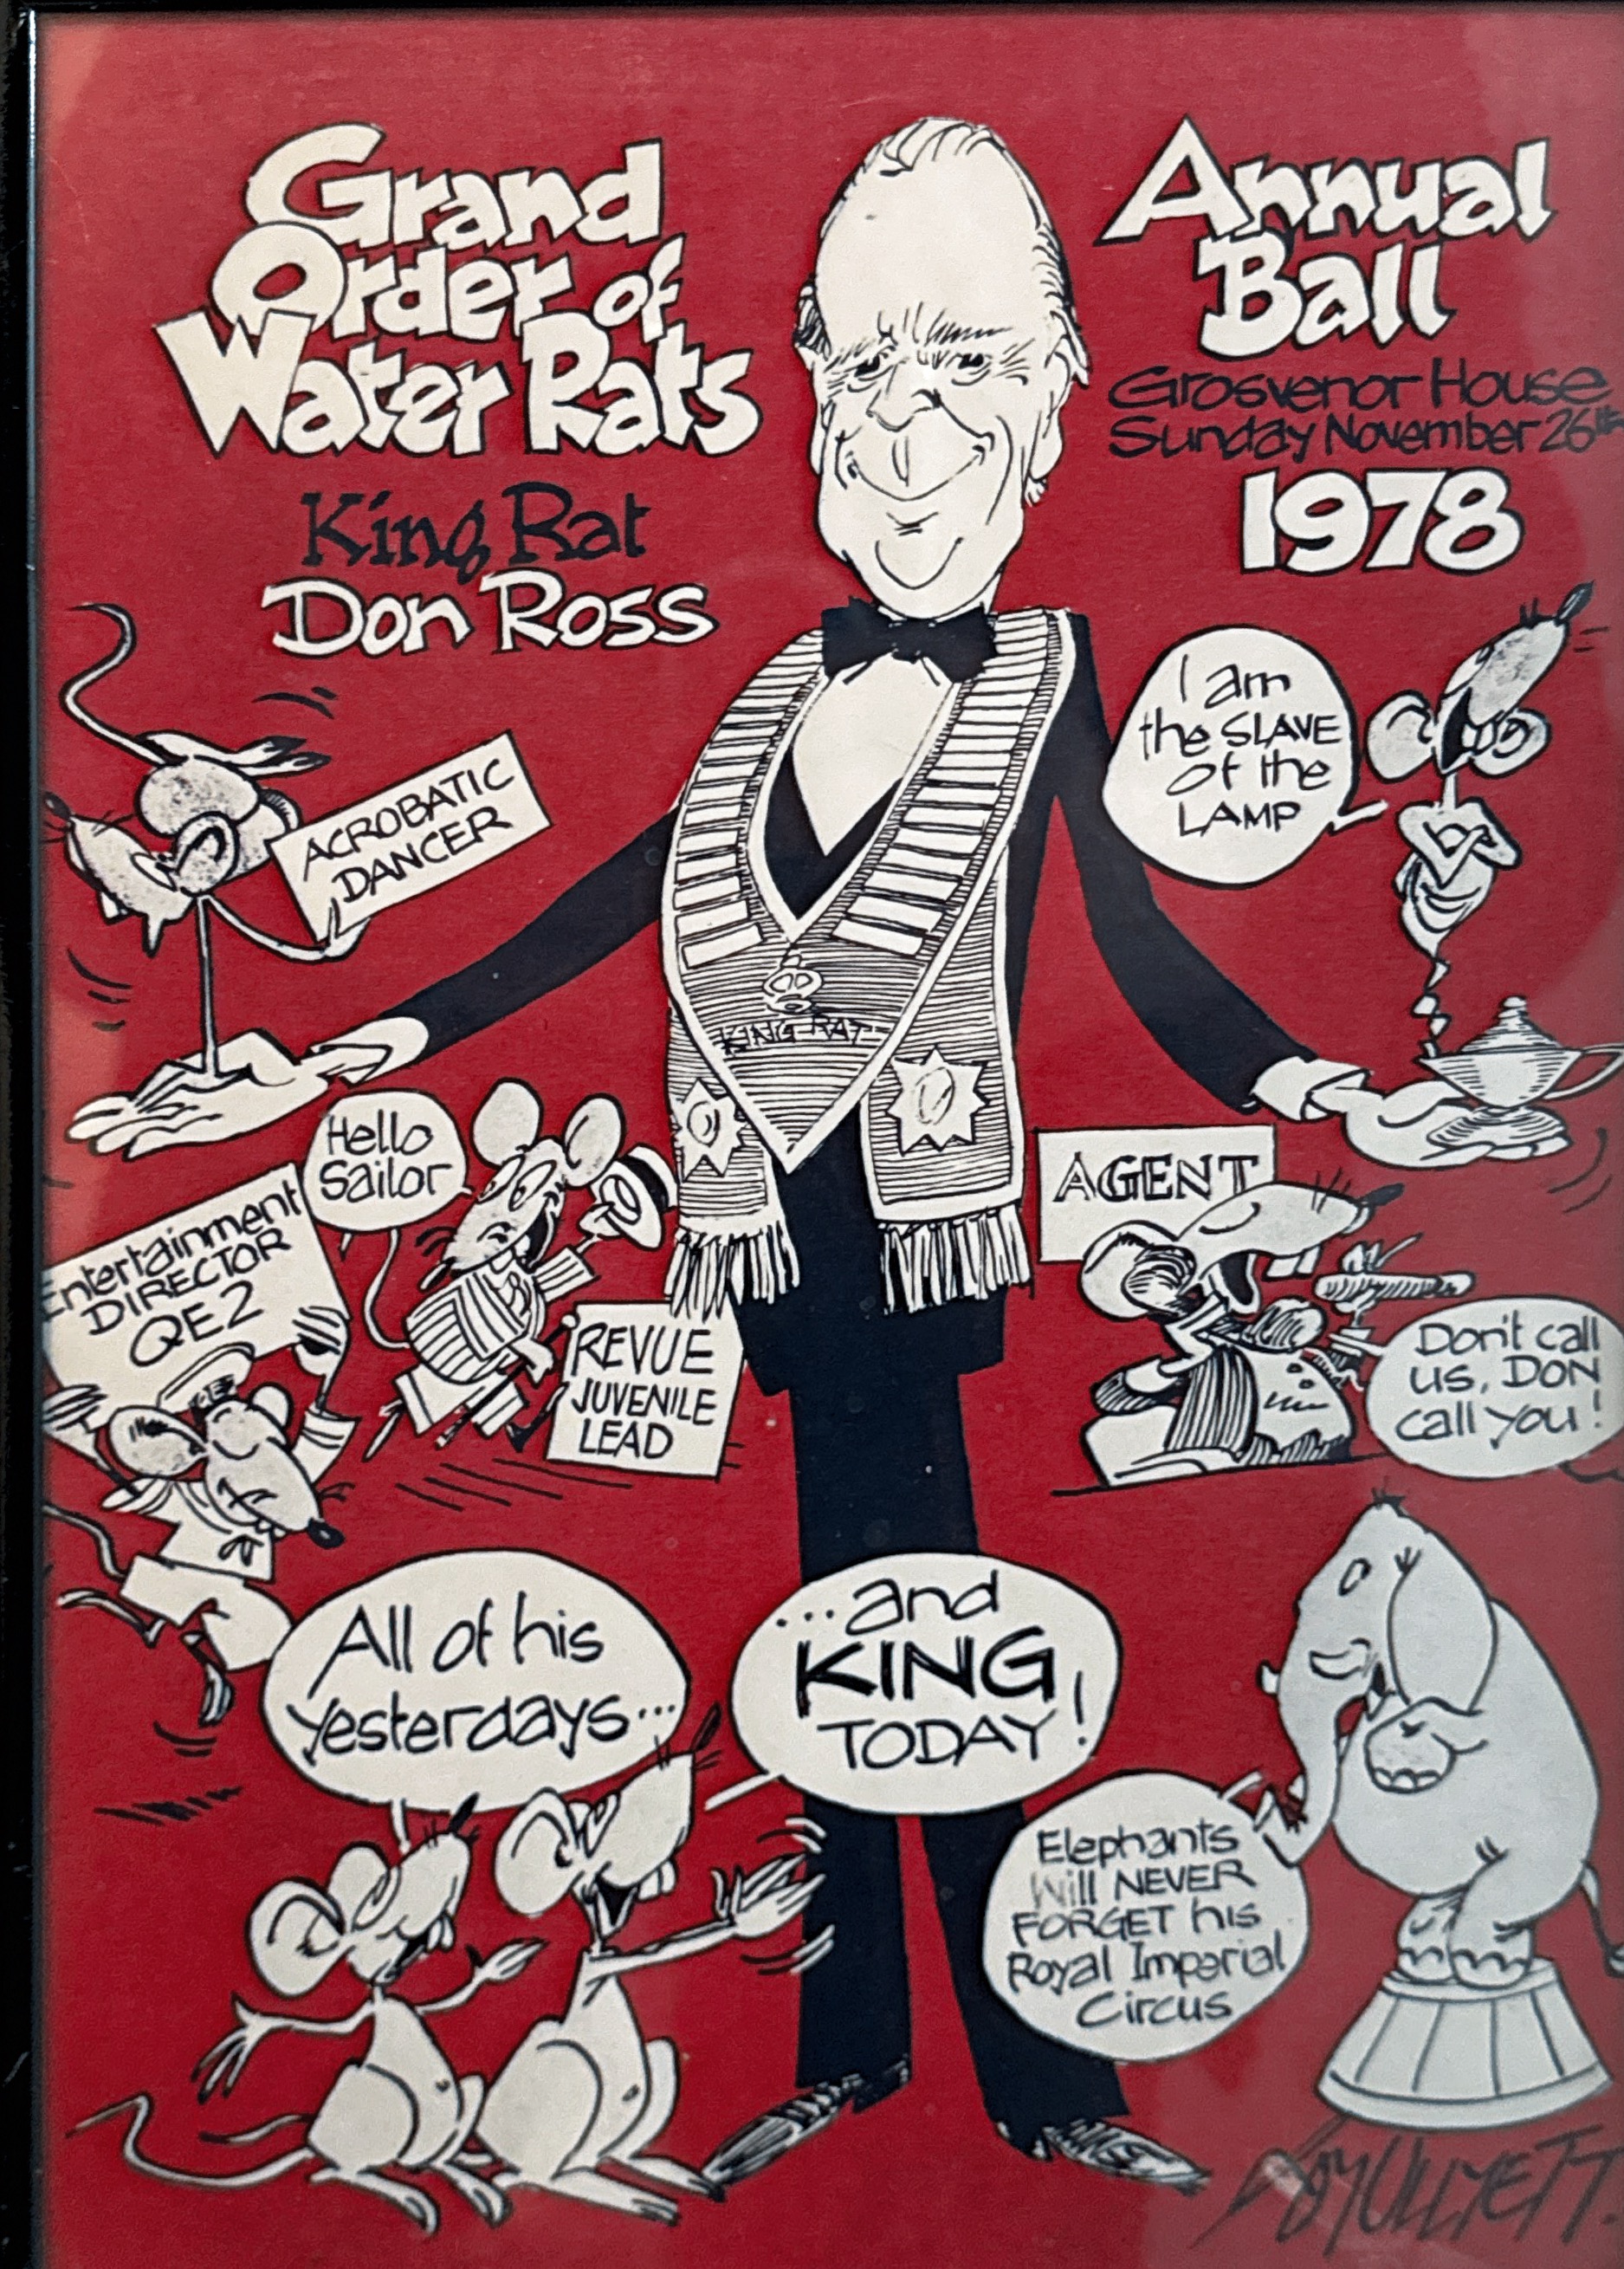 Grand
Order of
Water Rats
King Rat
Don Ross
Annual
Ball
Grosvenor House
Sunday November 26th
1978
ACROBATIC
DANCER
I am
the SLAVE
of the
LAMP
KING RAT
Hello
Sailor
Entertainment
DIRECTOR
QE2
REVUE
JUVENILE
LEAD
AGENT
Don't call
us, DON
call you!
All of his
yesterdays...
...and
KING
TODAY!
Elephants
Will NEVER
FORGET his
Royal Imperial
Circus
ROY ULLYETT.